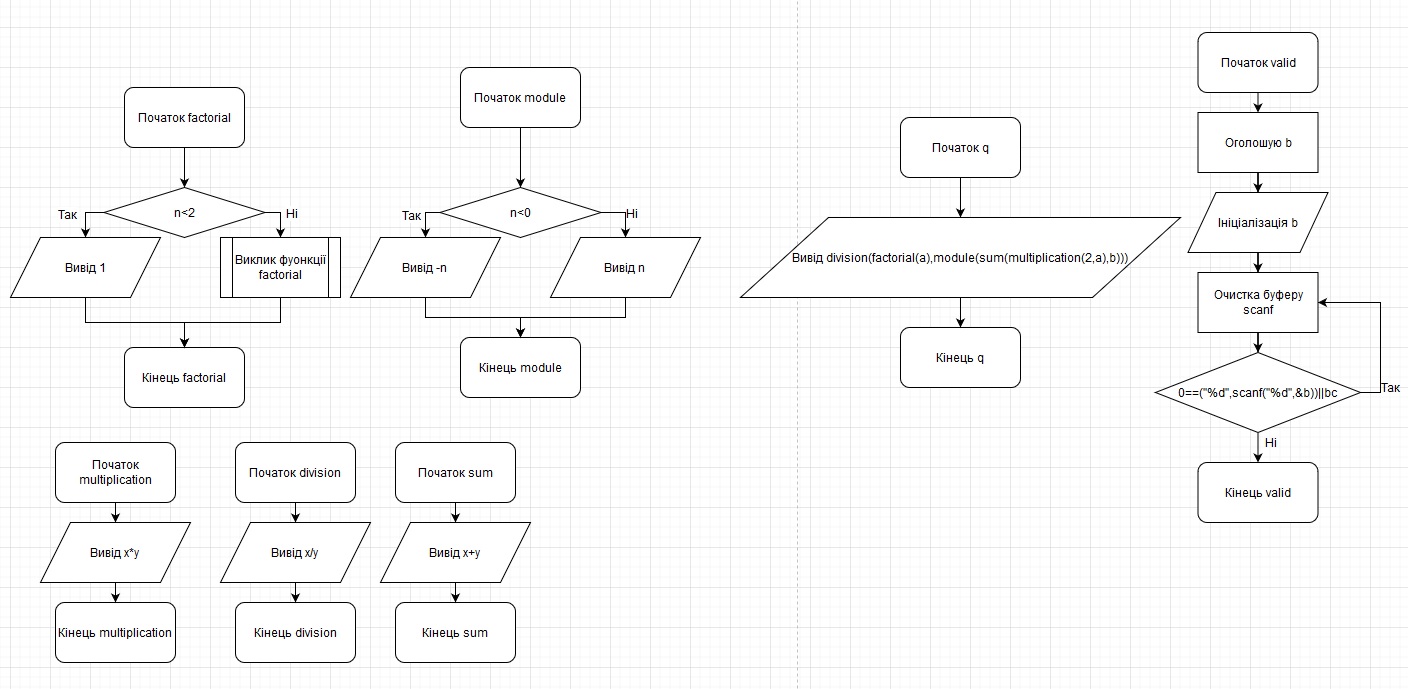 Початок factorial
n<2
Так
Ні
Вивід 1
Виклик фуонкції
factorial
Кінець factorial
Початок module
n<0
Так
Ні
Вивід -n
Вивід n
Кінець module
Початок q
Вивід division(factorial(a),module(sum(multiplication(2,a),b)))
Кінець q
Початок valid
Оголошую b
Ініціалізація b
Очистка буферу
scanf
0==("%d",scanf("%d",&b))||bc
Так
Ні
Кінець valid
Початок
multiplication
Вивід x*y
Кінець multiplication
Початок division
Вивід x/y
Кінець division
Початок sum
Вивід x+y
Кінець sum